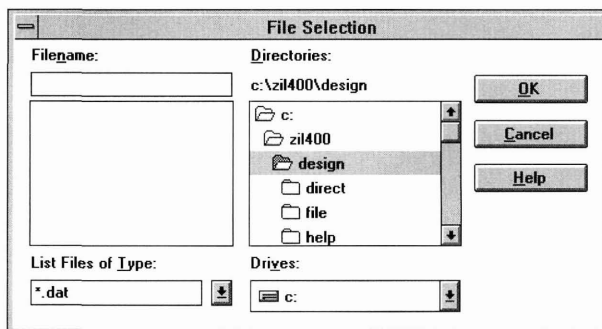 File Selection
Filename:
Directories:
c:\zil400\design
c:
zil400
design
direct
file
help
OK
Cancel
Help
List Files of Type:
*.dat
Drives:
c: